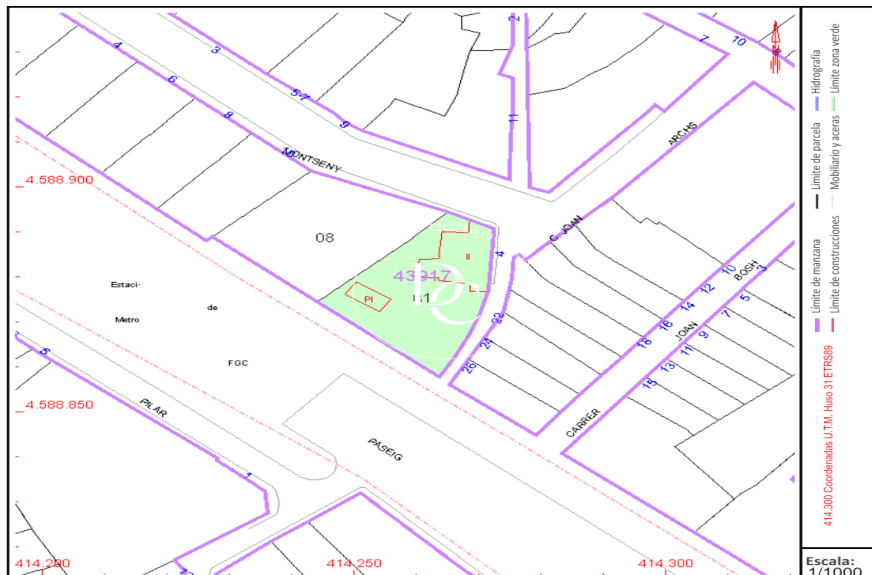 2
3
4
7
10
6
5-7
8
9
11
10
MONTSENY
ARCHS
4.588.900
08
4
C. JOAN
II
43917
BOSH
3
10
5
12
7
14
9
16
JOAN
11
18
13
15
PI
01
Estaci·
de
Metro
22
24
26
FGC
5
PILAR
4.588.850
CARRER
PASEIG
1
414.200
414.250
414.300
Límite de manzana
Límite de parcela
Hidrografía
Límite de construcciones
Mobiliario y aceras
Límite zona verde
414.300 Coordenadas U.T.M. Huso 31 ETRS89
Escala:
1/1000